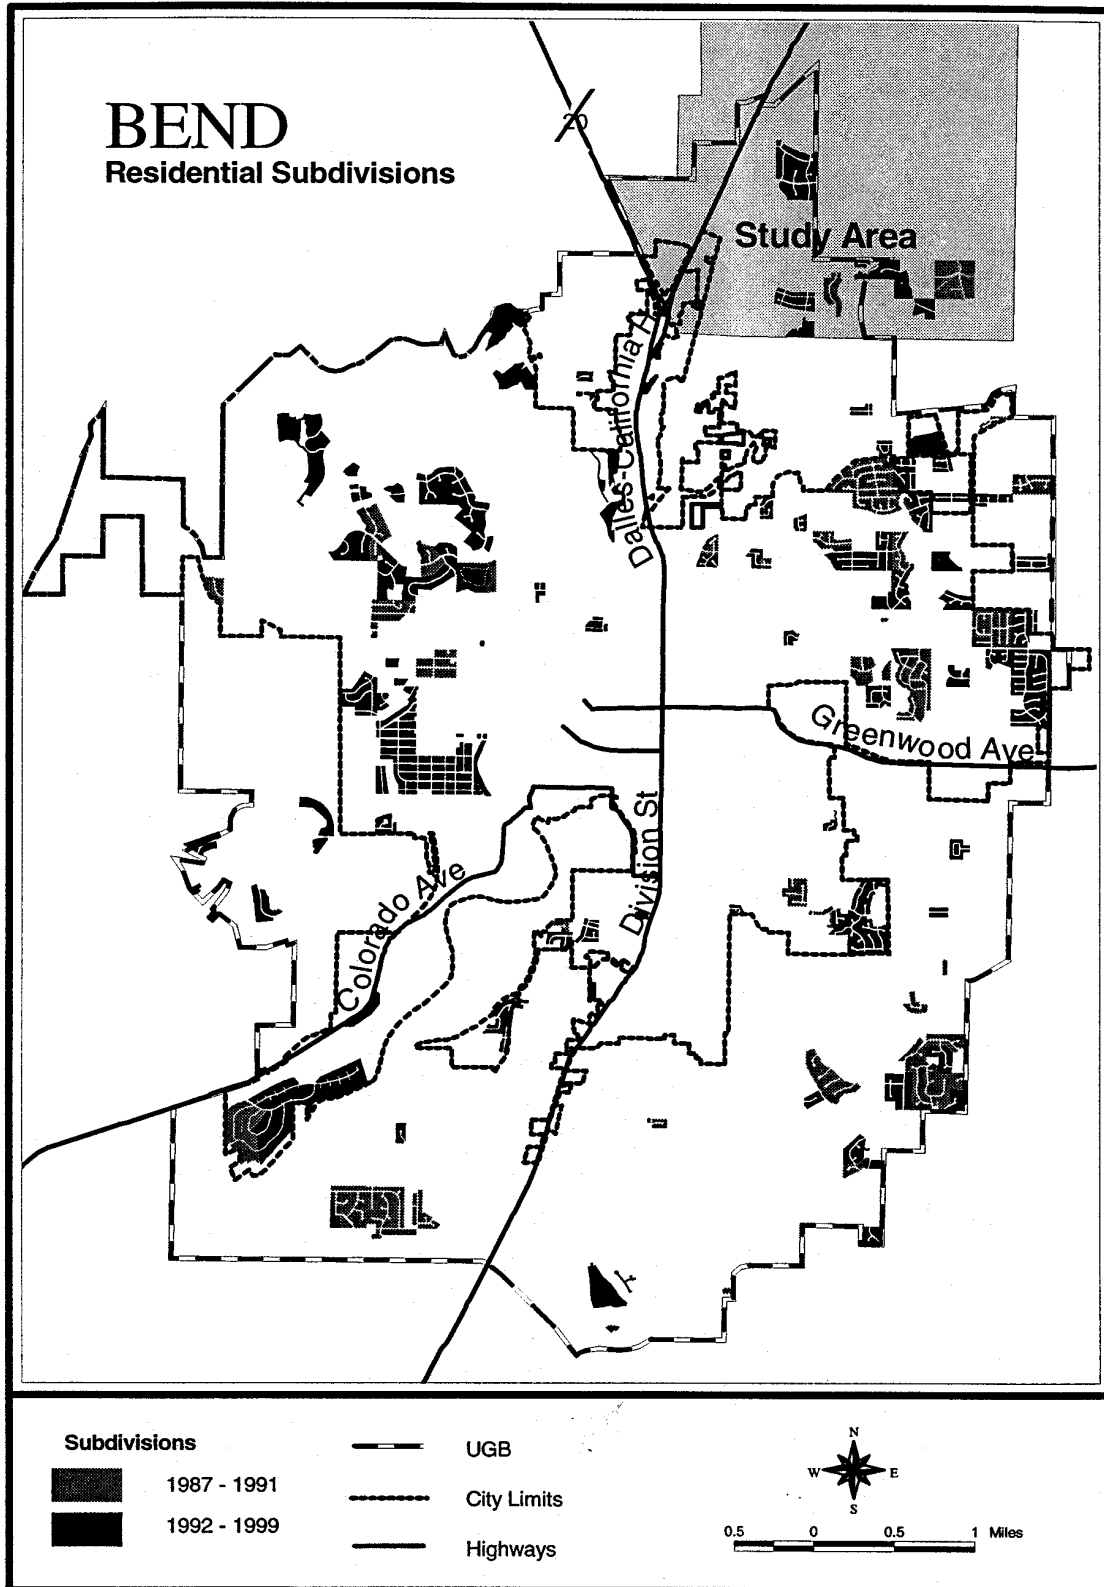 BEND
Residential Subdivisions
20
Study Area
Dalles-California
Greenwood Ave
Division St
Colorado Ave
Subdivisions
1987 - 1991
1992 - 1999
UGB
City Limits
Highways
N
W
E
S
0.5 0 0.5 1 Miles